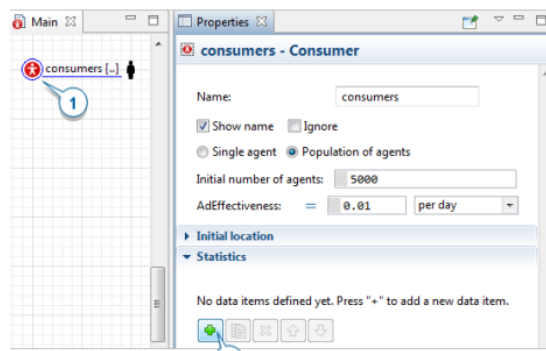 Main
Properties
consumers - Consumer
consumers [..]
1
Name: consumers
Show name Ignore
Single agent Population of agents
Initial number of agents: 5000
AdEffectiveness: = 0.01 per day
Initial location
Statistics
No data items defined yet. Press "+" to add a new data item.